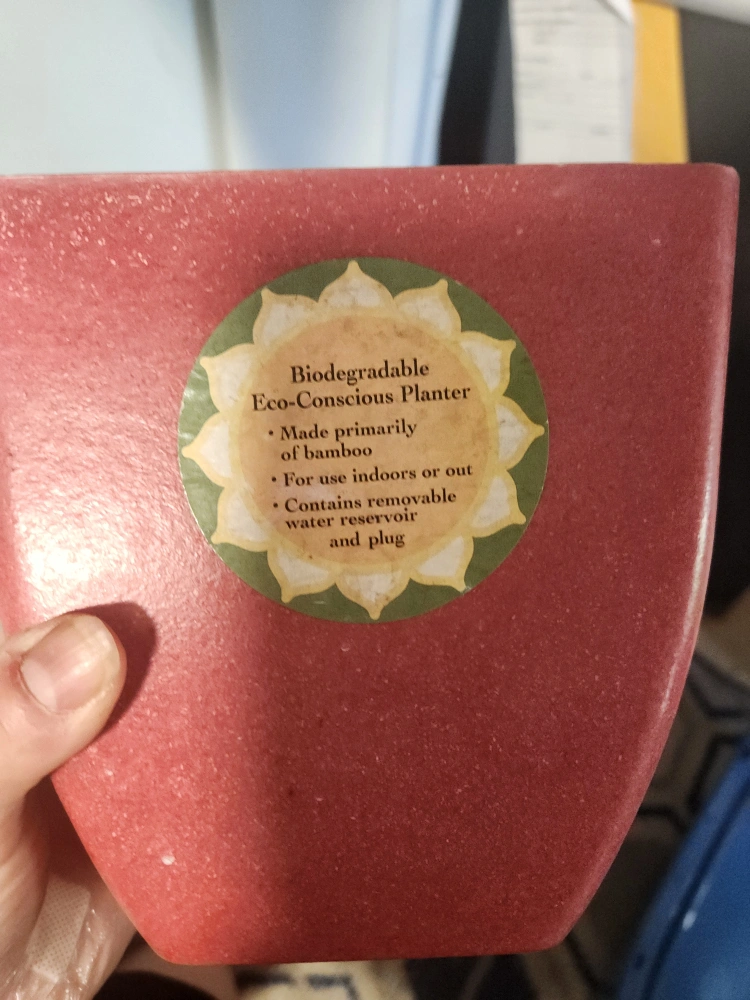 Biodegradable
Eco-Conscious Planter
• Made primarily
of bamboo
• For use indoors or out
• Contains removable
water reservoir
and plug